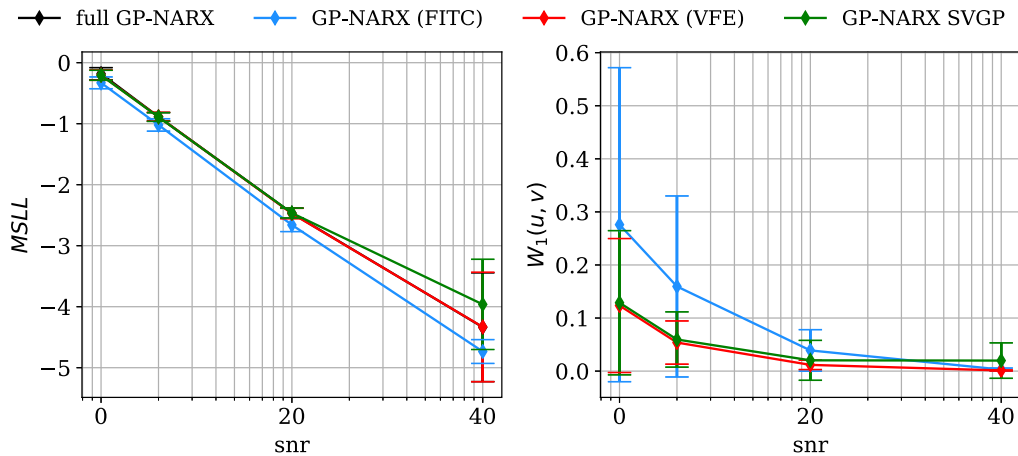 full GP-NARX GP-NARX (FITC) GP-NARX (VFE) GP-NARX SVGP
MSLL
0
−1
−2
−3
−4
−5
0 20 40
snr
W₁(u, v)
0.6
0.5
0.4
0.3
0.2
0.1
0.0
0 20 40
snr